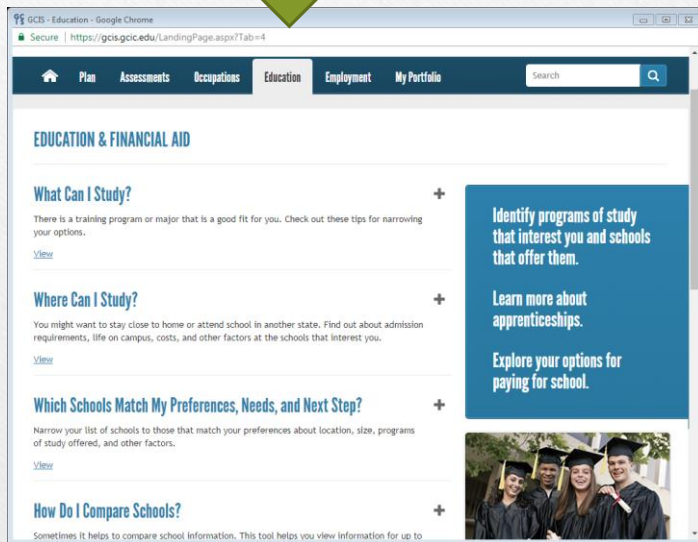 GCIS - Education - Google Chrome
Secure | https://gcis.gcic.edu/LandingPage.aspx?Tab=4
Plan Assessments Occupations Education Employment My Portfolio Search
EDUCATION & FINANCIAL AID
What Can I Study?
There is a training program or major that is a good fit for you. Check out these tips for narrowing
your options.
View
Where Can I Study?
You might want to stay close to home or attend school in another state. Find out about admission
requirements, life on campus, costs, and other factors at the schools that interest you.
View
Which Schools Match My Preferences, Needs, and Next Step?
Narrow your list of schools to those that match your preferences about location, size, programs
of study offered, and other factors.
View
How Do I Compare Schools?
Sometimes it helps to compare school information. This tool helps you view information for up to
Identify programs of study
that interest you and schools
that offer them.
Learn more about
apprenticeships.
Explore your options for
paying for school.